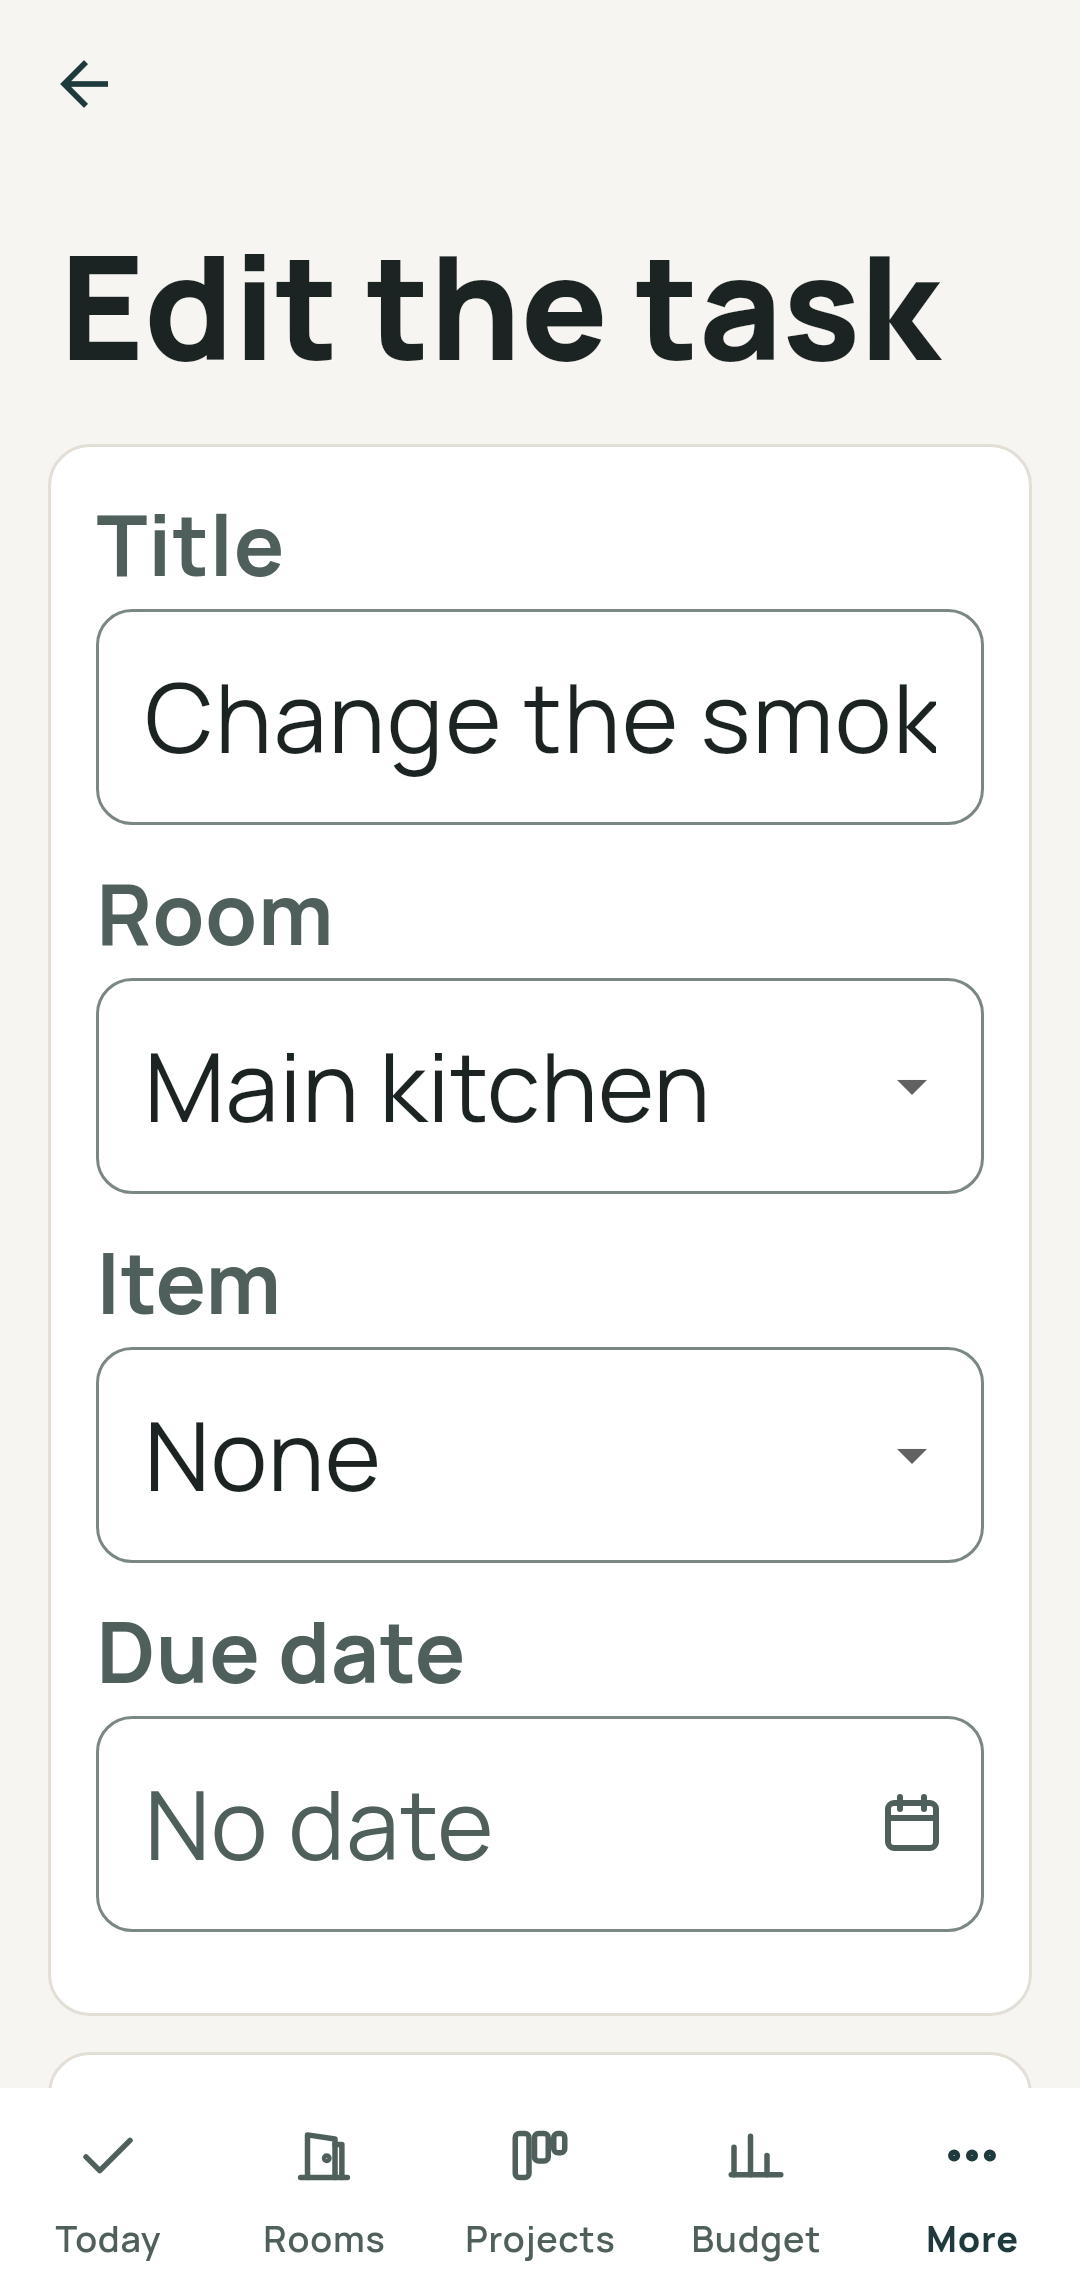 Edit the task
Title
Change the smok
Room
Main kitchen
Item
None
Due date
No date
Today
Rooms
Projects
Budget
More